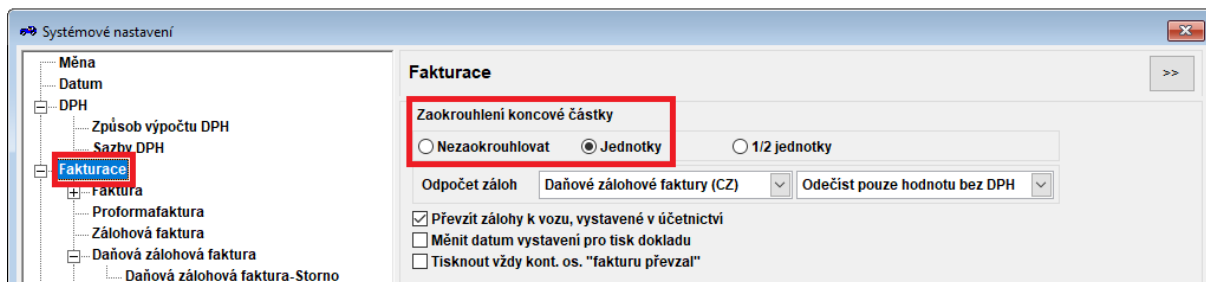 Systémové nastavení
Měna
Datum
DPH
Způsob výpočtu DPH
Sazby DPH
Fakturace
Faktura
Proformafaktura
Zálohová faktura
Daňová zálohová faktura
Daňová zálohová faktura-Storno
Fakturace
>>
Zaokrouhlení koncové částky
Nezaokrouhlovat Jednotky 1/2 jednotky
Odpočet záloh Daňové zálohové faktury (CZ) Odečíst pouze hodnotu bez DPH
Převzít zálohy k vozu, vystavené v účetnictví
Měnit datum vystavení pro tisk dokladu
Tisknout vždy kont. os. "fakturu převzal"